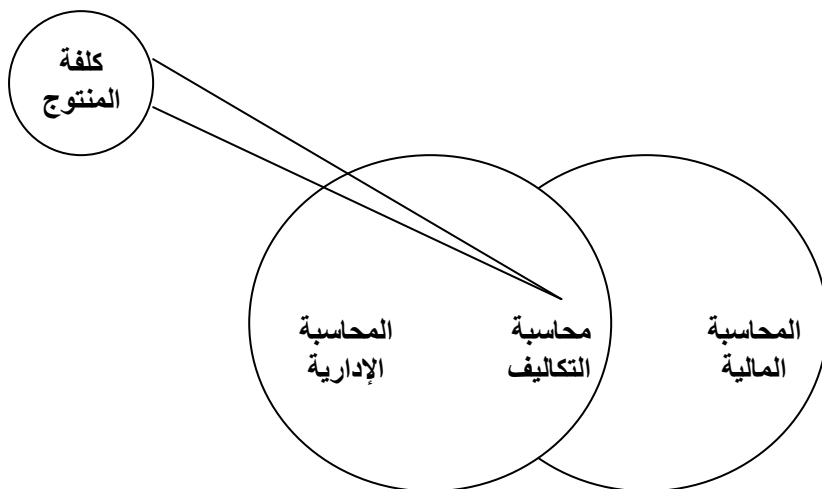 كلفة
المنتوج
المحاسبة
المالية
محاسبة
التكاليف
المحاسبة
الإدارية